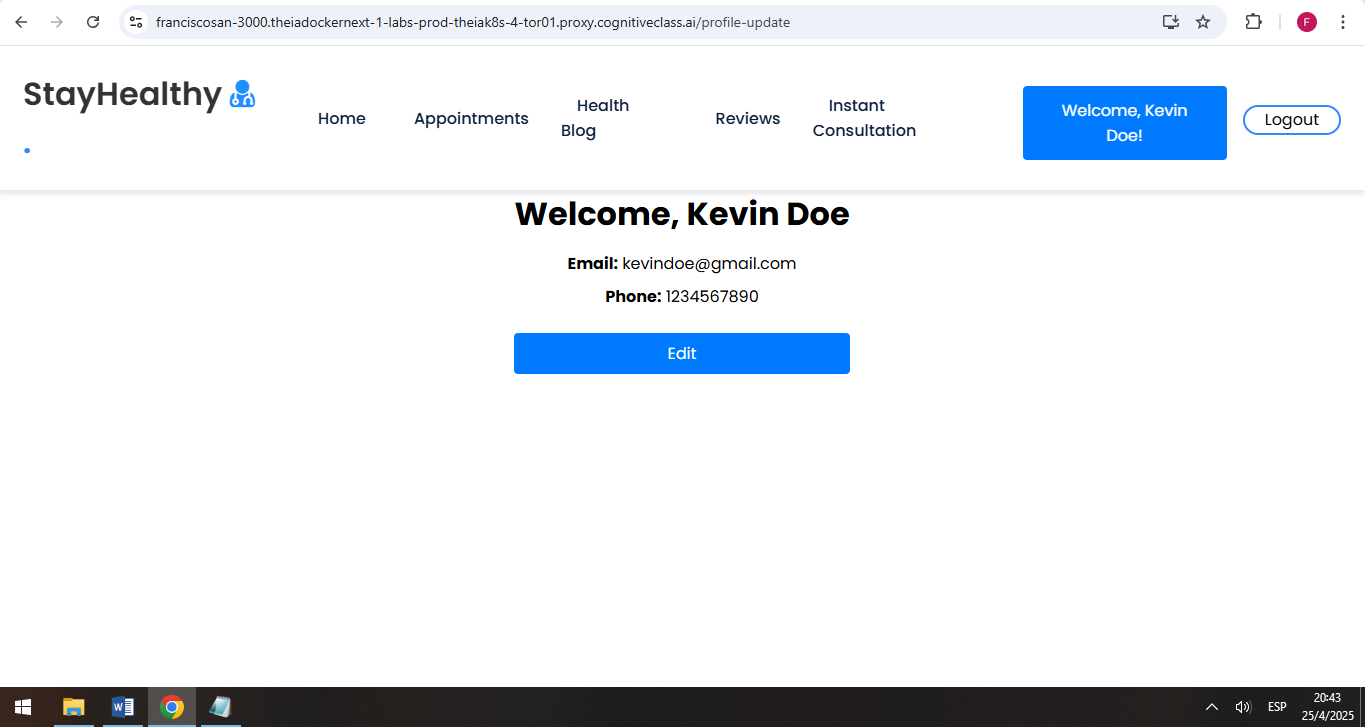 franciscosan-3000.theiadockernext-1-labs-prod-theiak8s-4-tor01.proxy.cognitiveclass.ai/profile-update
F
StayHealthy
Home
Appointments
Health
Blog
Reviews
Instant
Consultation
Welcome, Kevin
Doe!
Logout
Welcome, Kevin Doe
Email: kevindoe@gmail.com
Phone: 1234567890
Edit
ESP
20:43
25/4/2025